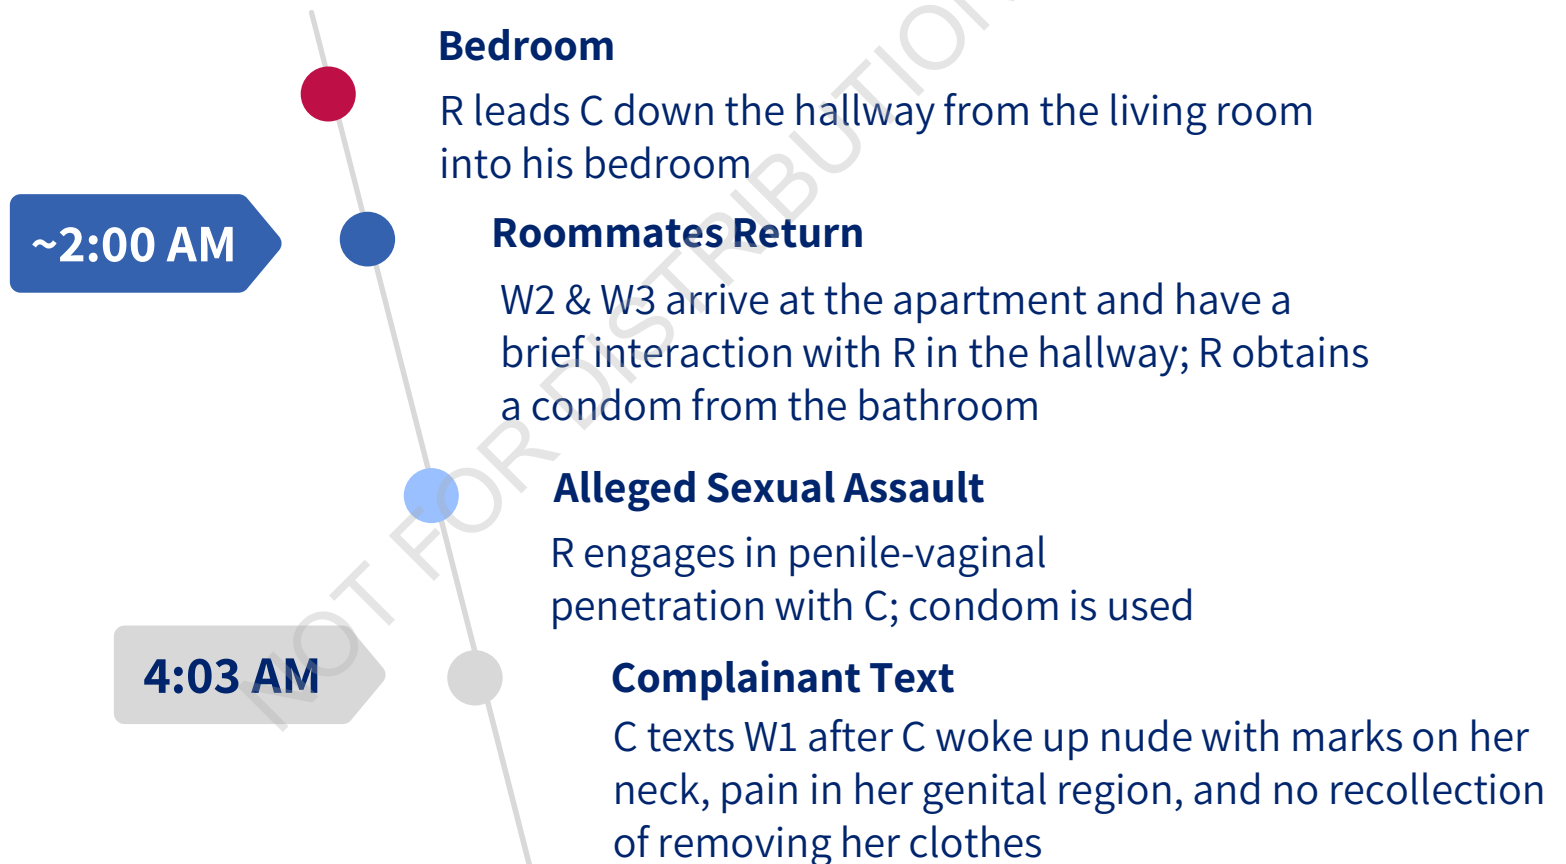 Bedroom
R leads C down the hallway from the living room
into his bedroom
~2:00 AM
Roommates Return
W2 & W3 arrive at the apartment and have a
brief interaction with R in the hallway; R obtains
a condom from the bathroom
Alleged Sexual Assault
R engages in penile-vaginal
penetration with C; condom is used
4:03 AM
Complainant Text
C texts W1 after C woke up nude with marks on her
neck, pain in her genital region, and no recollection
of removing her clothes
NOT FOR DISTRIBUTION